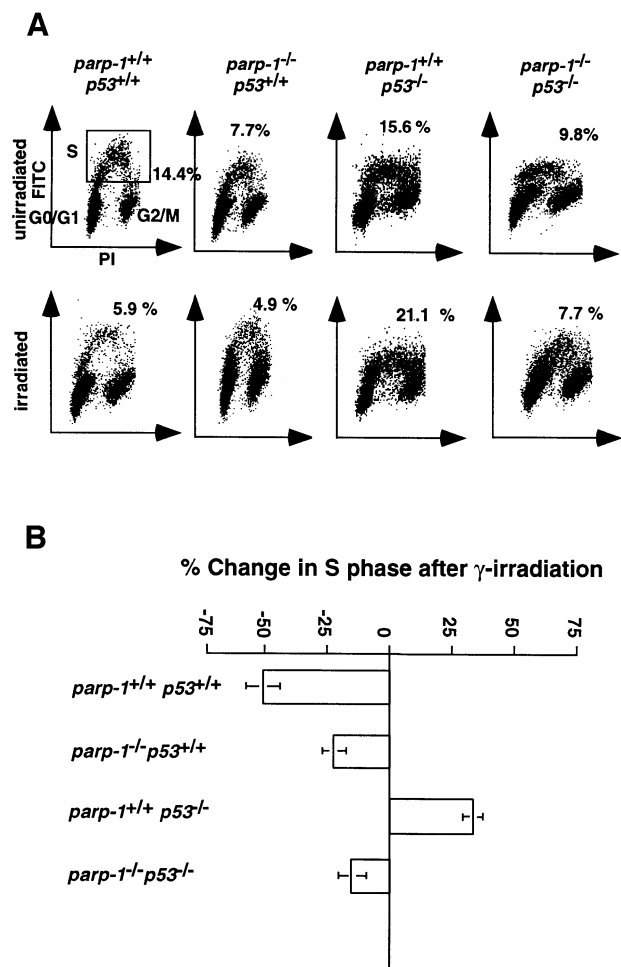 A
parp-1+/+ p53+/+
parp-1-/- p53+/+
parp-1+/+ p53-/-
parp-1-/- p53-/-
unirradiated
FITC
S
14.4%
G0/G1
G2/M
PI
7.7%
15.6 %
9.8%
irradiated
5.9 %
4.9 %
21.1 %
7.7 %
B
% Change in S phase after γ-irradiation
-75 -50 -25 0 25 50 75
parp-1+/+ p53+/+
parp-1-/-p53+/+
parp-1+/+ p53-/-
parp-1-/-p53-/-